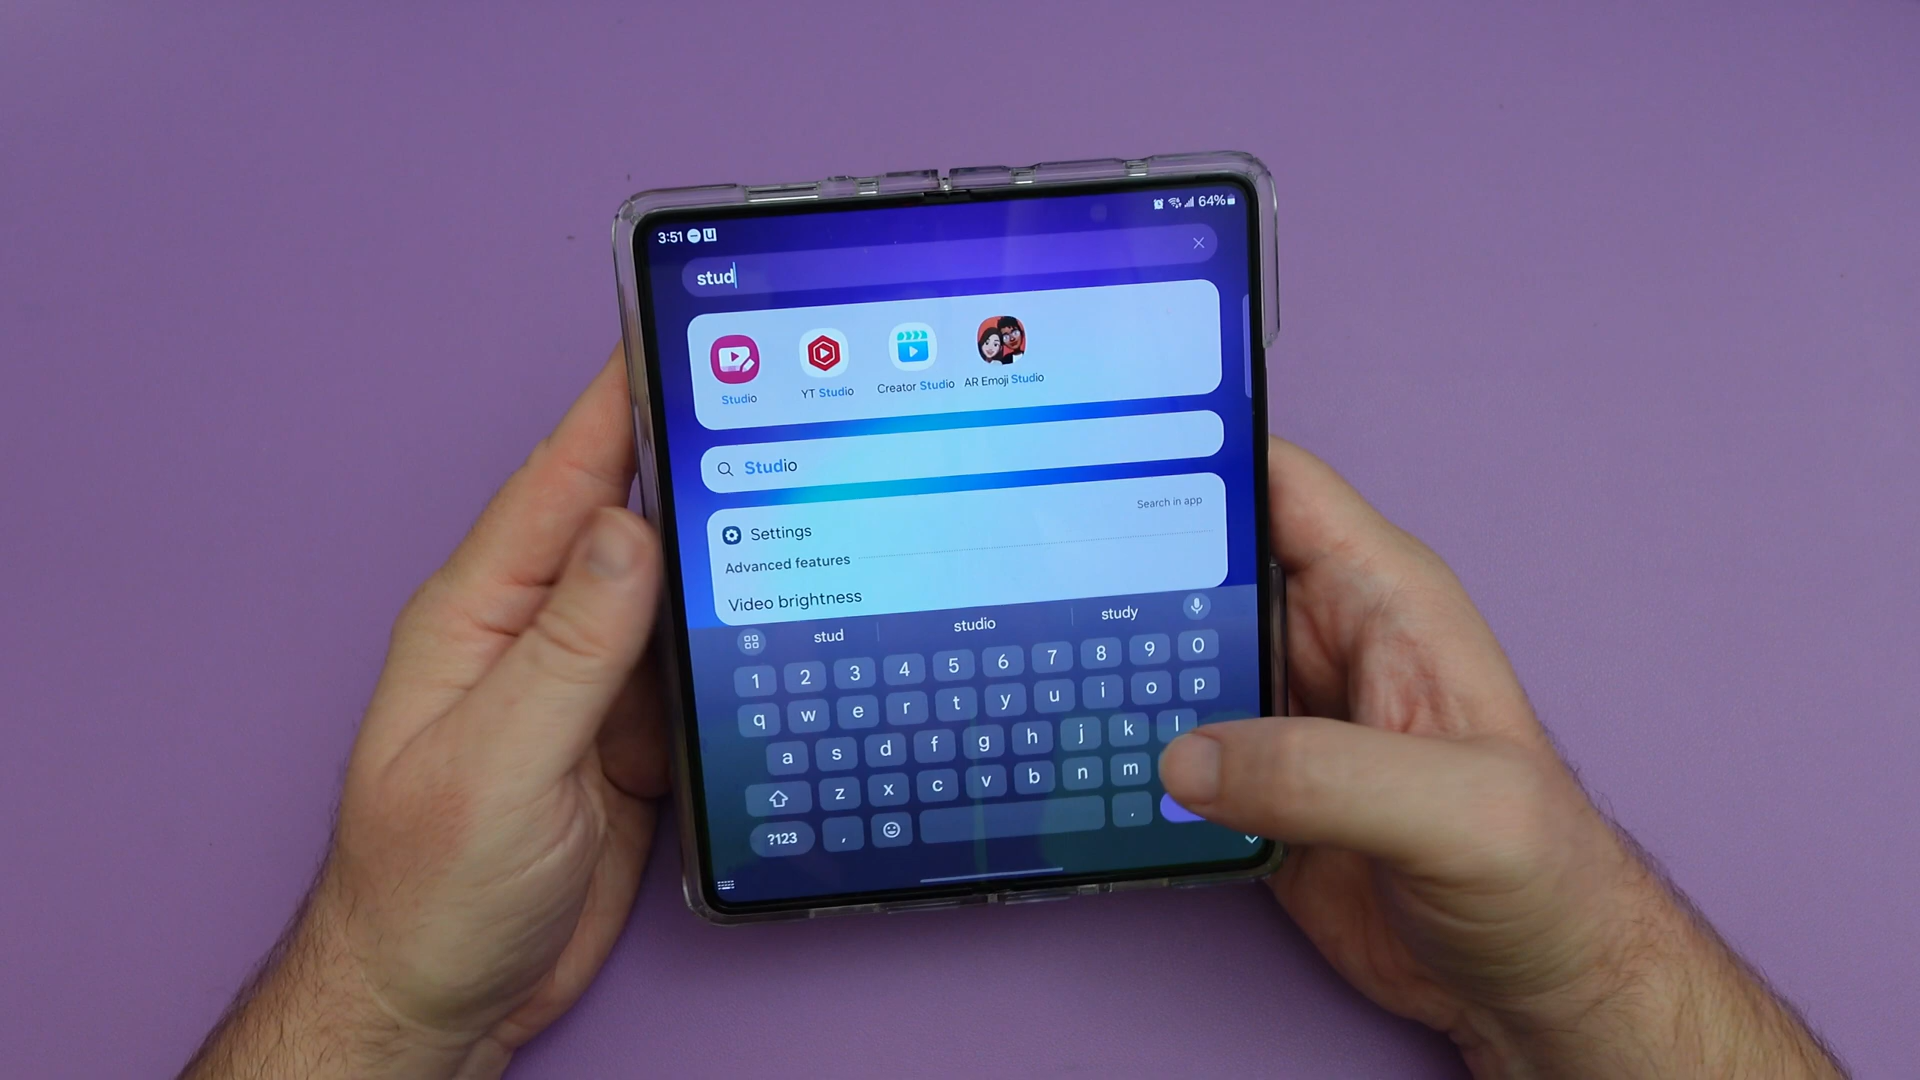 3:51 64%
stud
Studio YT Studio Creator Studio AR Emoji Studio
Studio
Search in app
Settings
Advanced features
Video brightness
stud studio study
1 2 3 4 5 6 7 8 9 0
q w e r t y u i o p
a s d f g h j k l
z x c v b n m
?123 , .